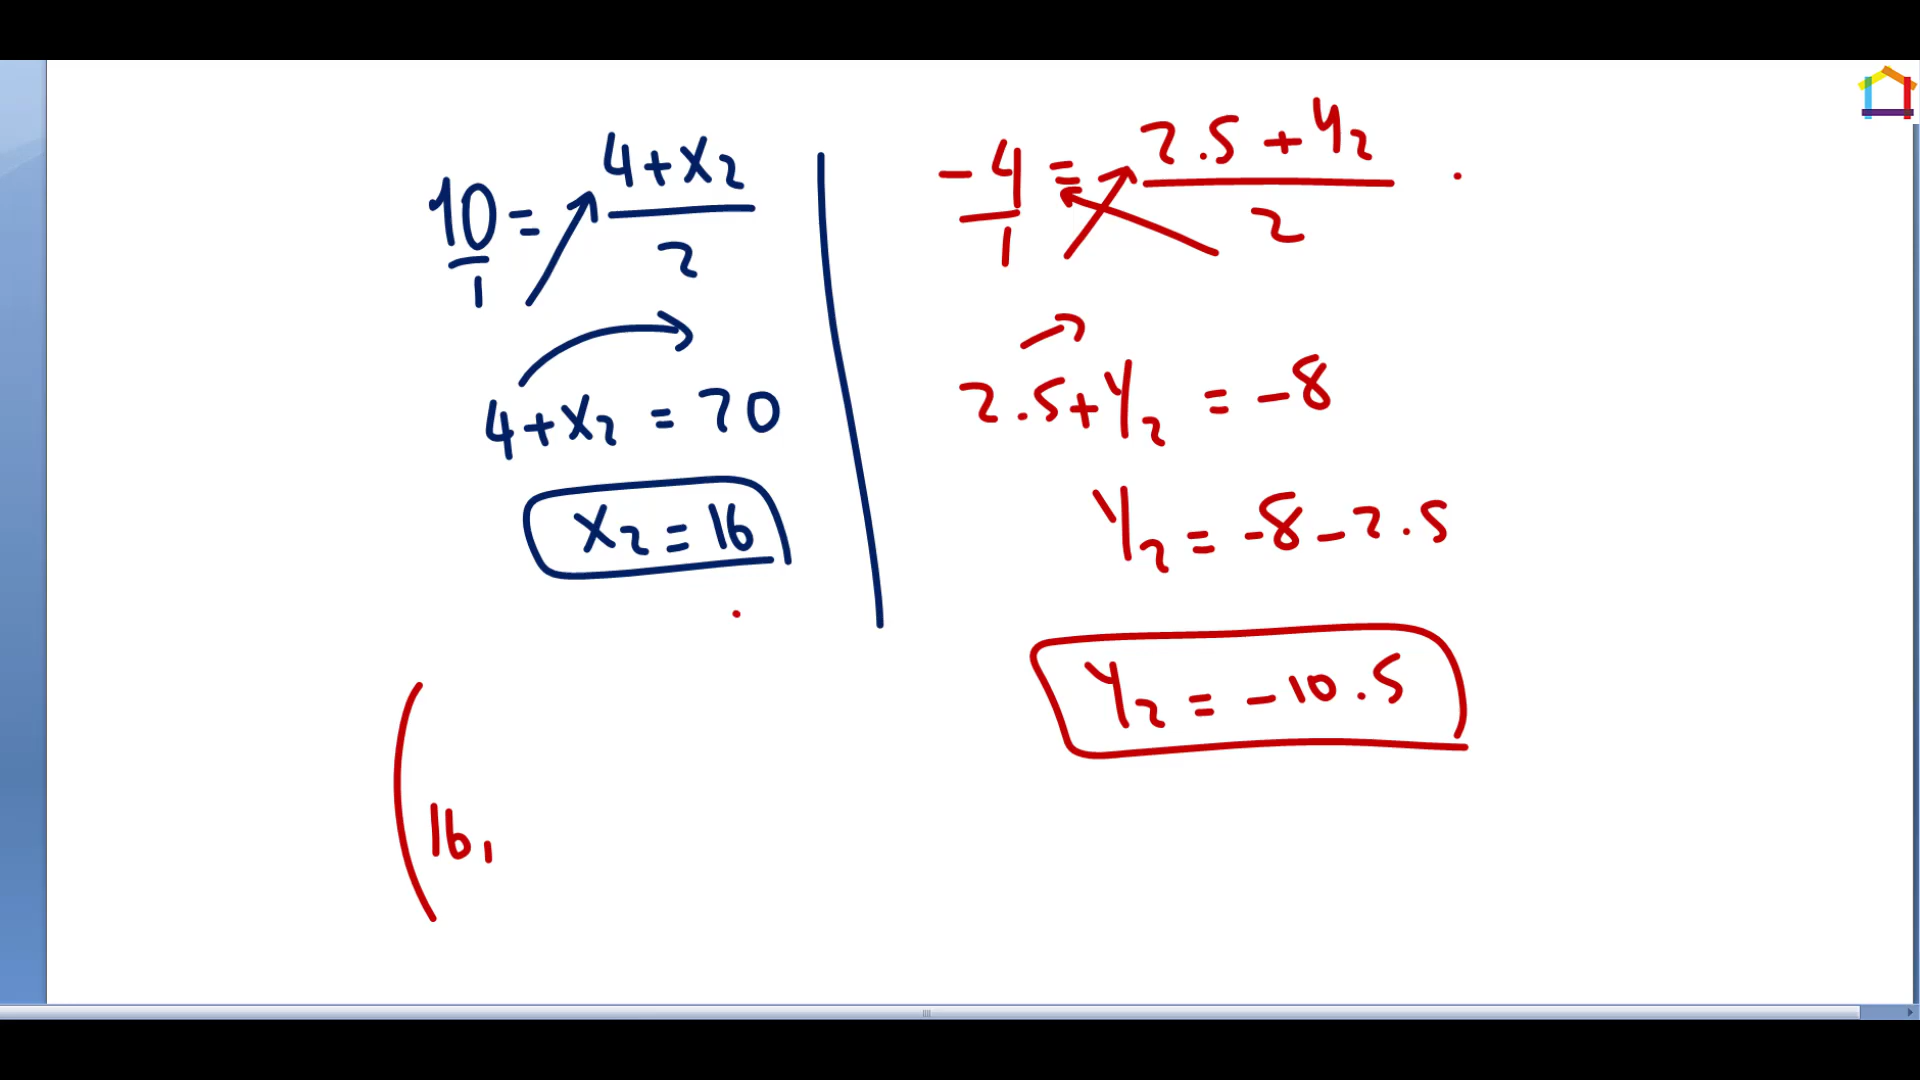 10/1 = (4+x₂)/2
4+x₂ = 20
x₂ = 16
-4/1 = (2.5+y₂)/2
2.5+y₂ = -8
y₂ = -8-2.5
y₂ = -10.5
(16,